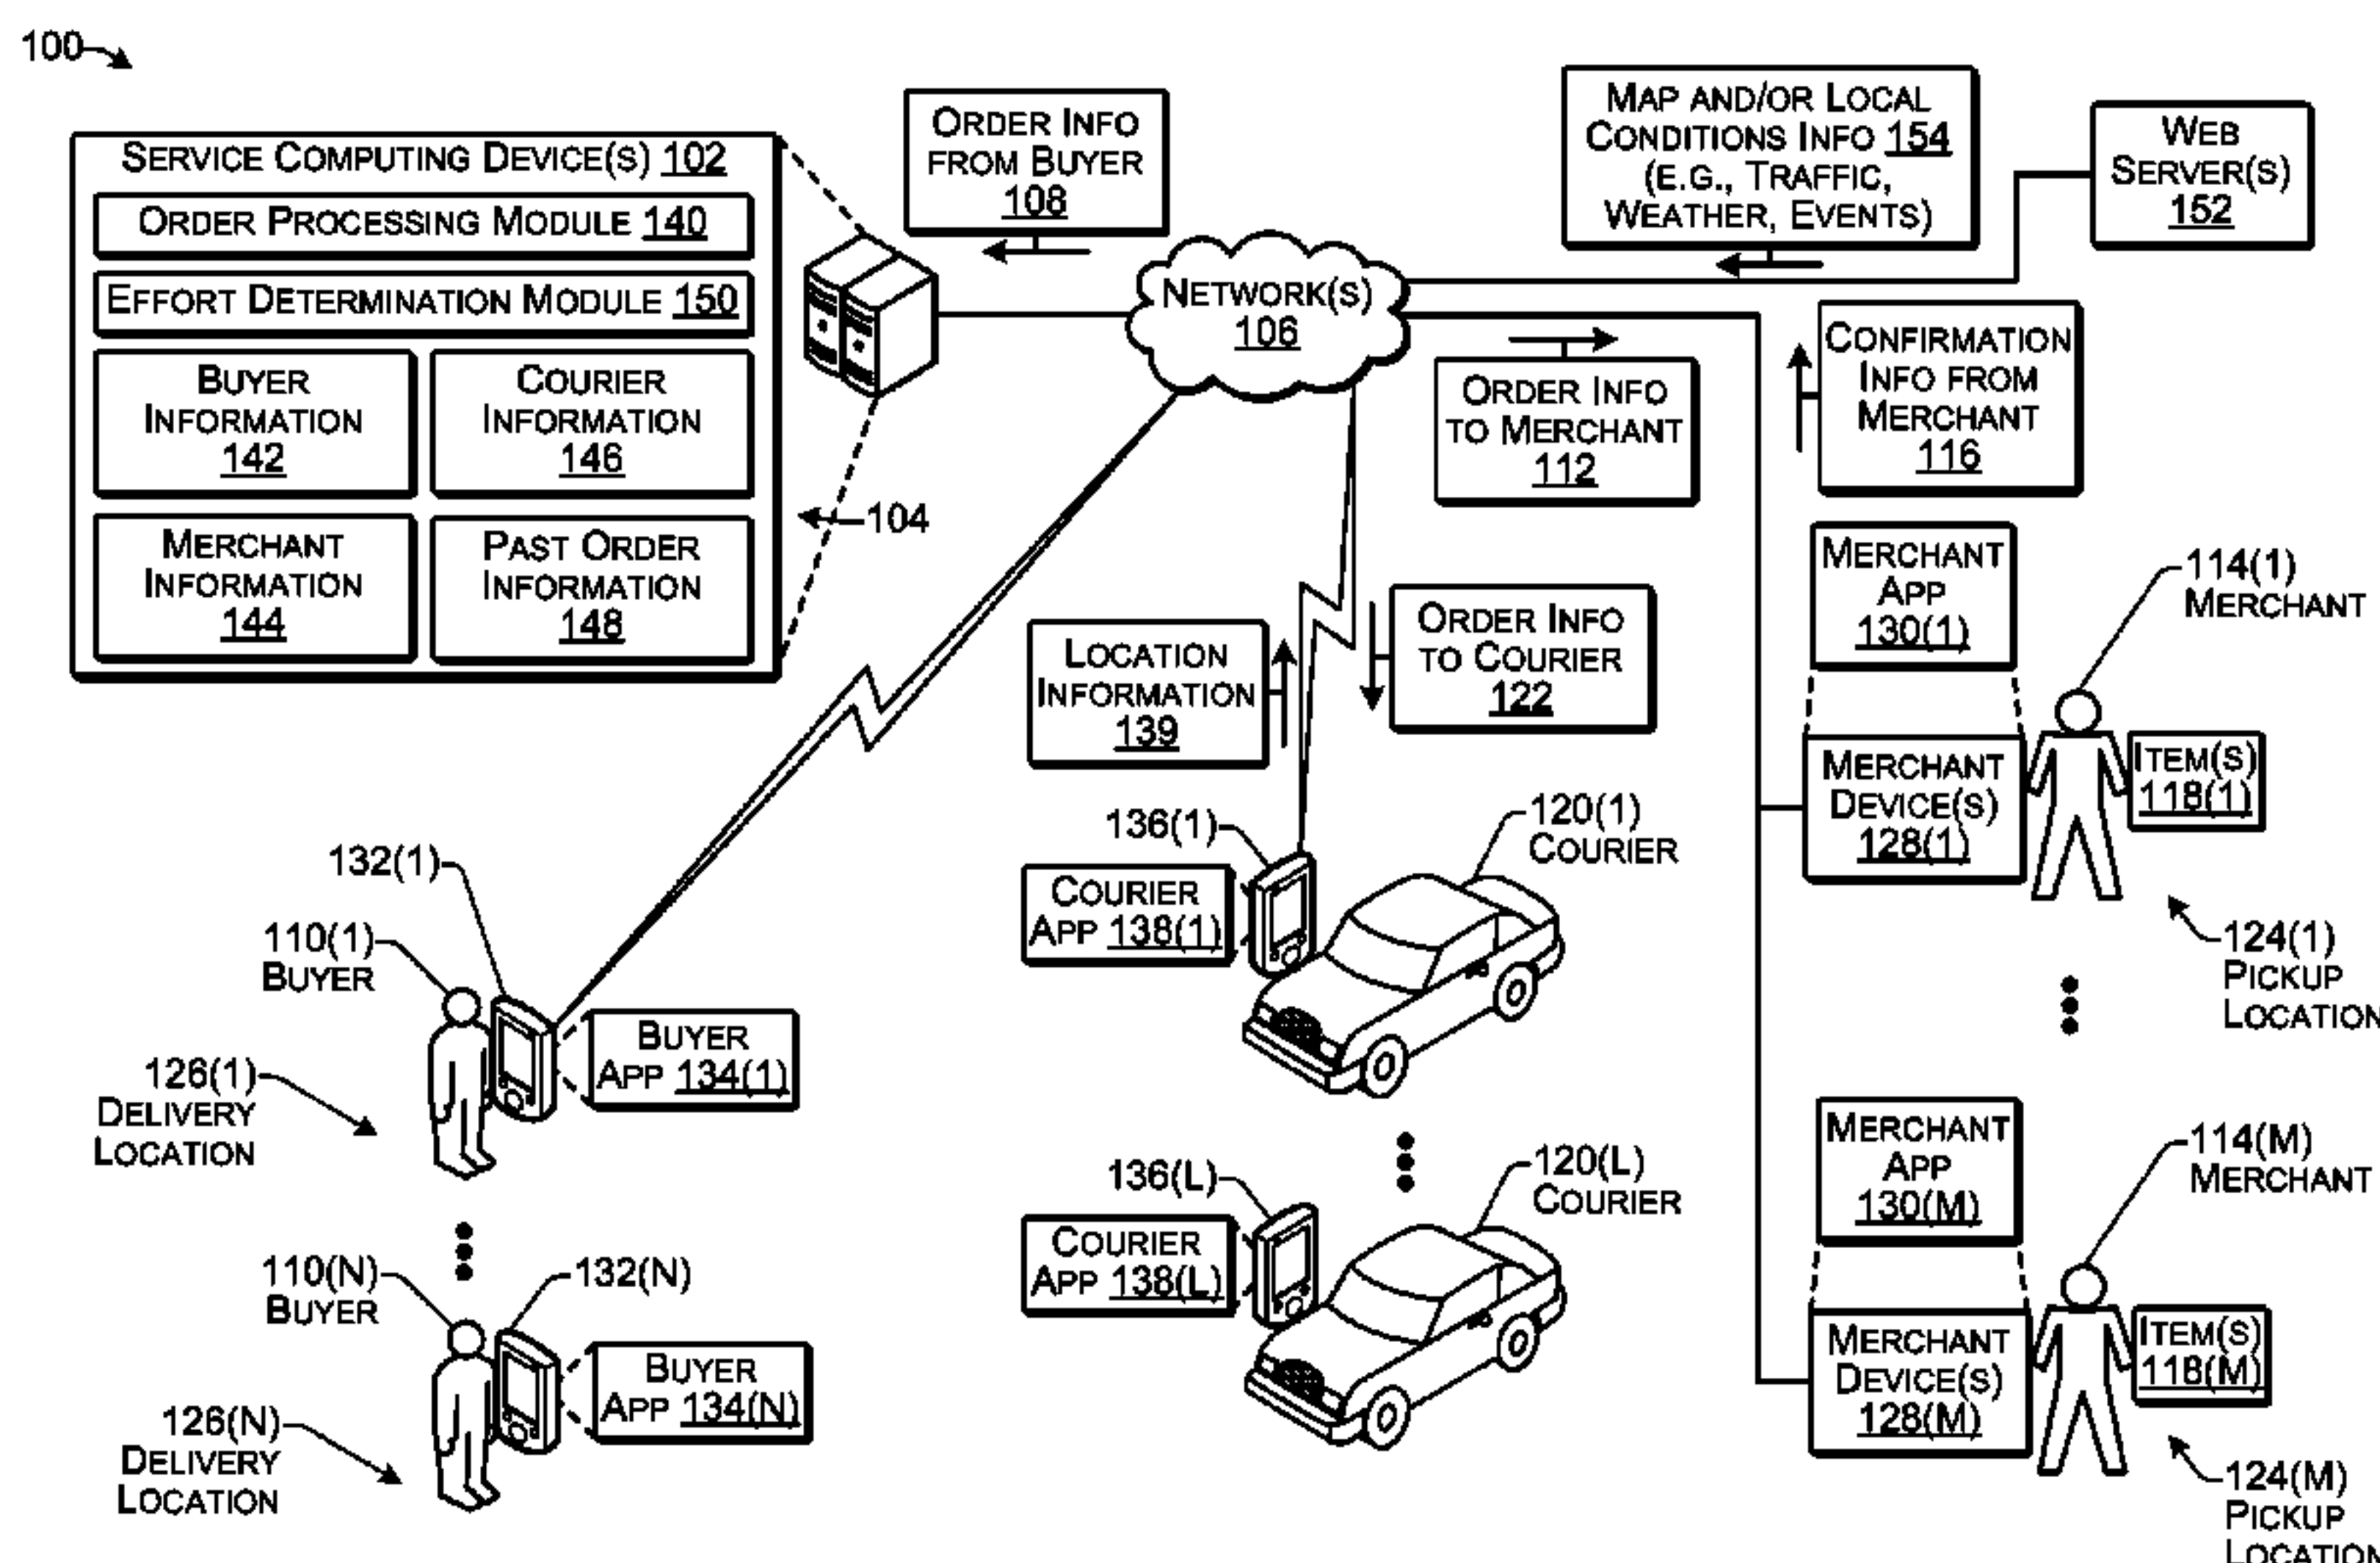 100
SERVICE COMPUTING DEVICE(S) 102
ORDER PROCESSING MODULE 140
EFFORT DETERMINATION MODULE 150
BUYER
INFORMATION
142
COURIER
INFORMATION
146
MERCHANT
INFORMATION
144
PAST ORDER
INFORMATION
148
104
ORDER INFO
FROM BUYER
108
NETWORK(S)
106
MAP AND/OR LOCAL
CONDITIONS INFO 154
(E.G., TRAFFIC,
WEATHER, EVENTS)
WEB
SERVER(S)
152
ORDER INFO
TO MERCHANT
112
CONFIRMATION
INFO FROM
MERCHANT
116
LOCATION
INFORMATION
139
ORDER INFO
TO COURIER
122
MERCHANT
APP
130(1)
114(1)
MERCHANT
MERCHANT
DEVICE(S)
128(1)
ITEM(S)
118(1)
124(1)
PICKUP
LOCATION
132(1)
110(1)
BUYER
BUYER
APP 134(1)
126(1)
DELIVERY
LOCATION
136(1)
120(1)
COURIER
COURIER
APP 138(1)
110(N)
BUYER
132(N)
BUYER
APP 134(N)
126(N)
DELIVERY
LOCATION
136(L)
120(L)
COURIER
COURIER
APP 138(L)
MERCHANT
APP
130(M)
114(M)
MERCHANT
MERCHANT
DEVICE(S)
128(M)
ITEM(S)
118(M)
124(M)
PICKUP
LOCATION